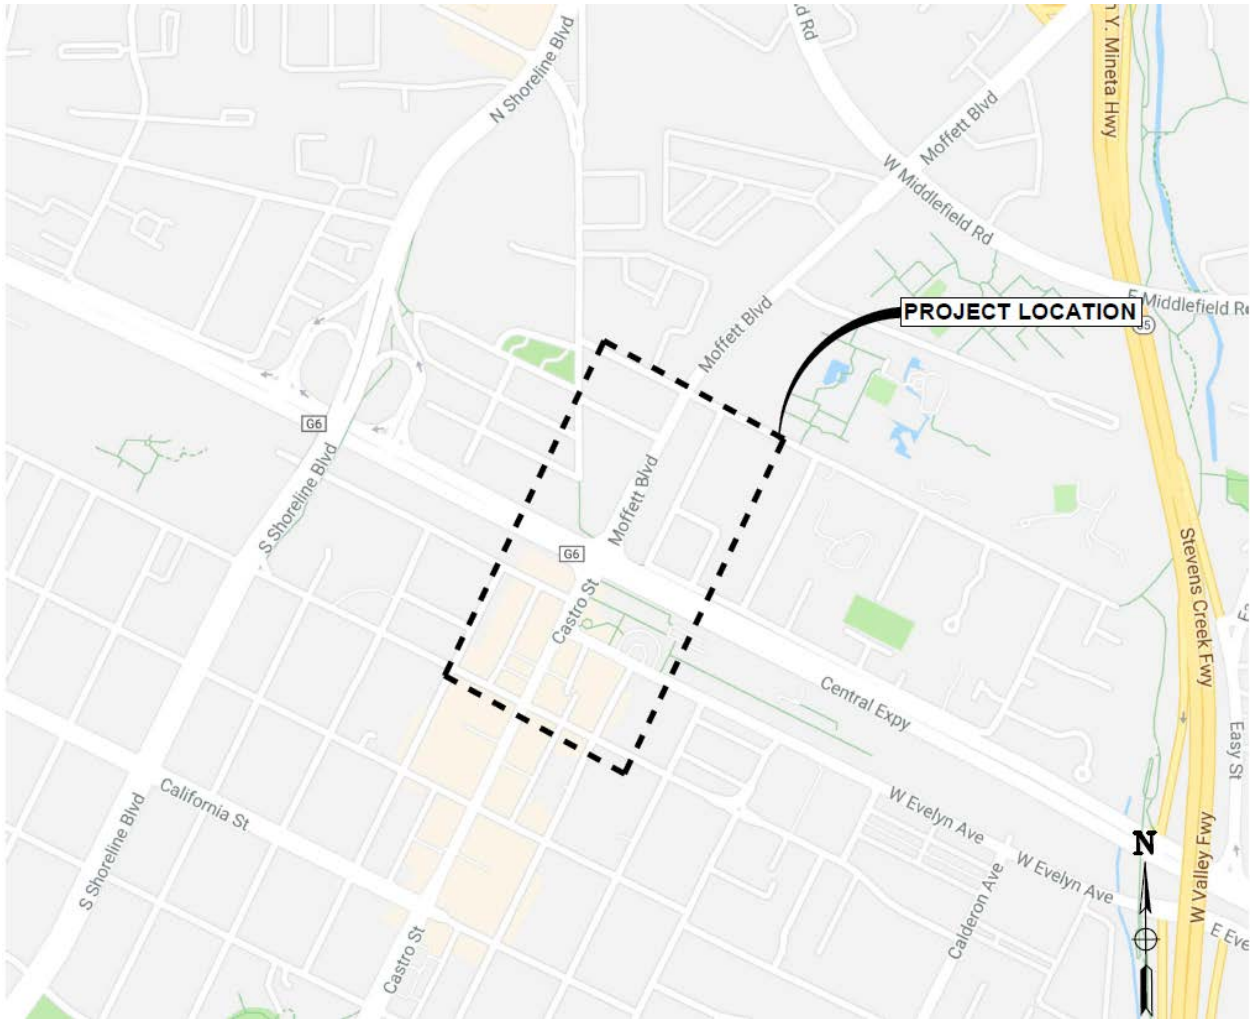 N Shoreline Blvd
d Rd
n Y. Mineta Hwy
Moffett Blvd
W Middlefield Rd
E Middlefield R
PROJECT LOCATION
85
Moffett Blvd
G6
S Shoreline Blvd
Moffett Blvd
G6
Castro St
Stevens Creek Fwy
Central Expy
Easy St
California St
W Evelyn Ave
W Evelyn Ave
W Valley Fwy
N
S Shoreline Blvd
Castro St
Calderon Ave
E Eve